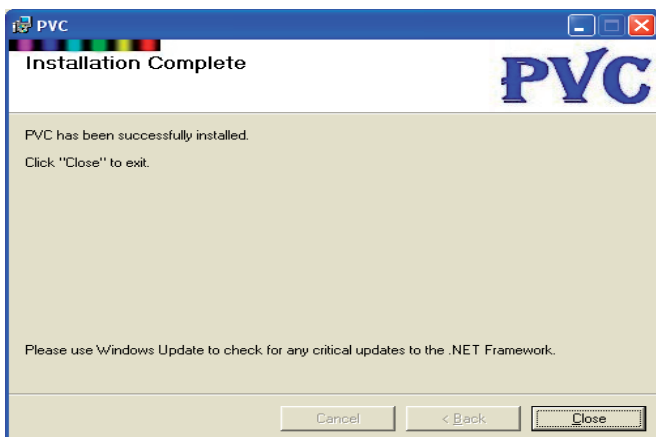 PVC
Installation Complete
PVC
PVC has been successfully installed.
Click "Close" to exit.
Please use Windows Update to check for any critical updates to the .NET Framework.
Cancel
< Back
Close